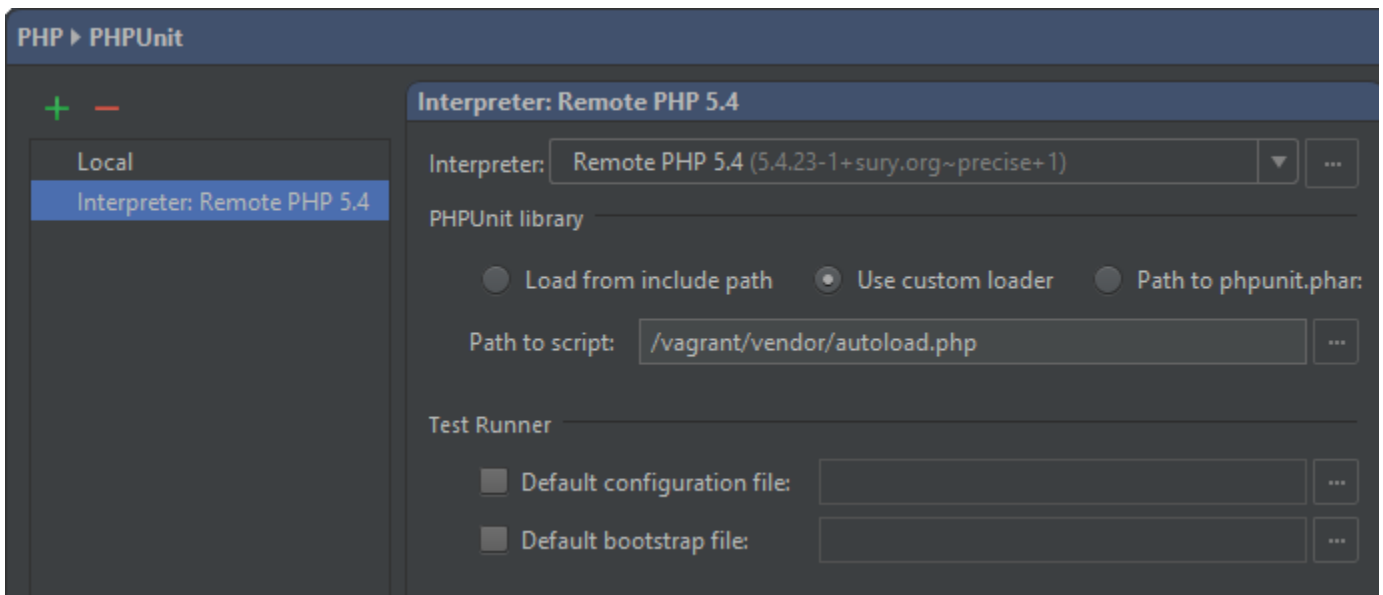 PHP ▸ PHPUnit
Local
Interpreter: Remote PHP 5.4
Interpreter: Remote PHP 5.4
Interpreter: Remote PHP 5.4 (5.4.23-1+sury.org~precise+1) ...
PHPUnit library
Load from include path Use custom loader Path to phpunit.phar:
Path to script: /vagrant/vendor/autoload.php ...
Test Runner
Default configuration file: ...
Default bootstrap file: ...